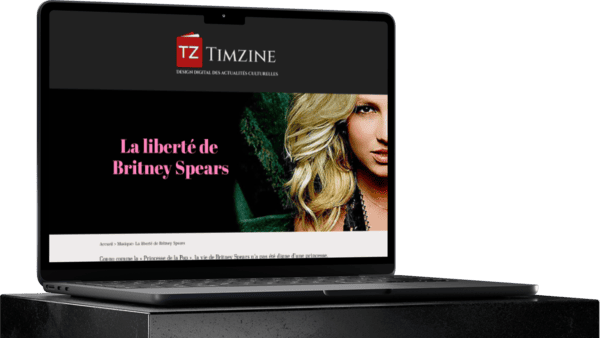 TZ TIMZINE
DESIGN DIGITAL DES ACTUALITÉS CULTURELLES
La liberté de
Britney Spears
Accueil » Musique » La liberté de Britney Spears
Connu comme la « Princesse de la Pop », la vie de Britney Spears n'a pas été digne d'une princesse.